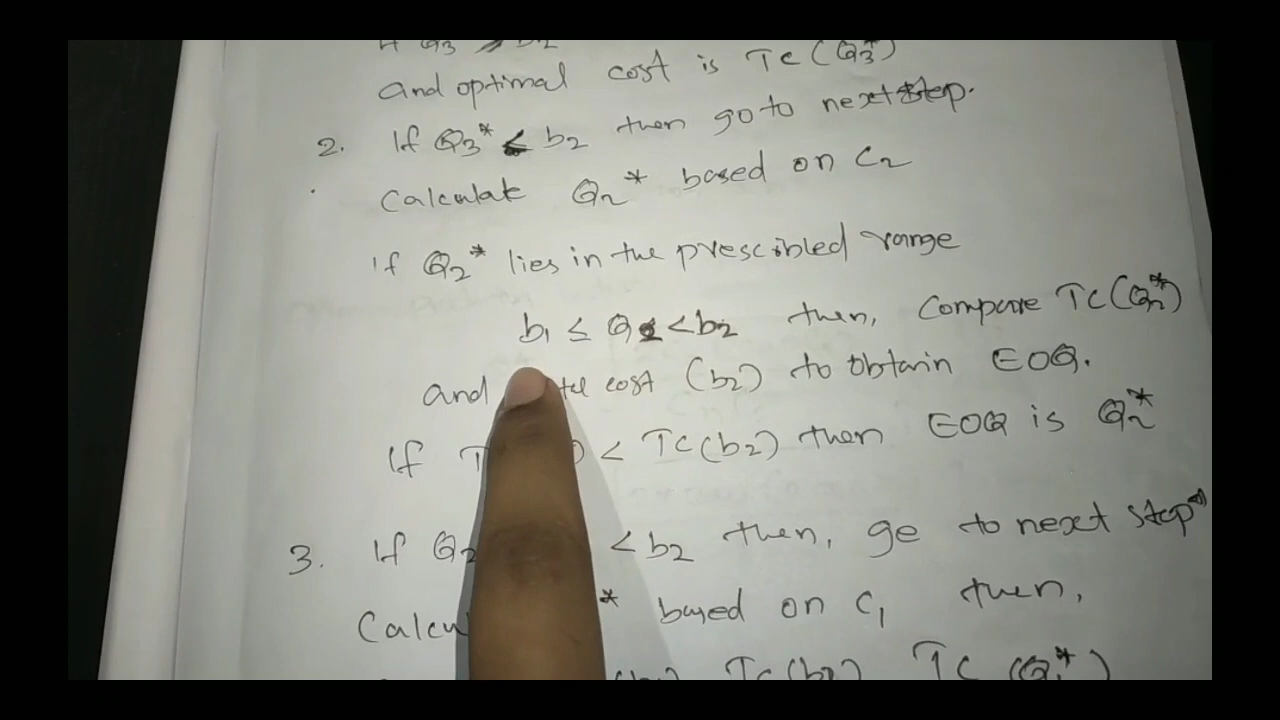 and optimal cost is TC (Q3*)
2. If Q3* < b2 then go to next step.
Calculate Q2* based on C2
If Q2* lies in the prescibled range
b1 ≤ Q2 < b2 then, Compare TC(Q2*)
and cost (b2) to obtain EOQ.
If < TC(b2) then EOQ is Q2*
3. If < b2 then, ge to next step
* based on C1 then,
TC(b2) TC (Q1*)